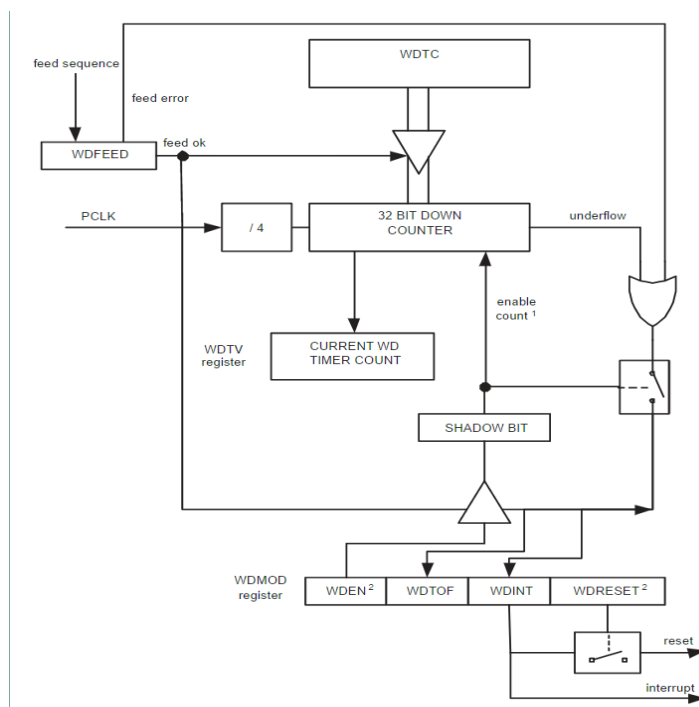 WDTC
feed sequence
feed error
feed ok
WDFEED
PCLK
/ 4
32 BIT DOWN
COUNTER
underflow
enable
count 1
WDTV
register
CURRENT WD
TIMER COUNT
SHADOW BIT
WDMOD
register
WDEN 2
WDTOF
WDINT
WDRESET 2
reset
interrupt